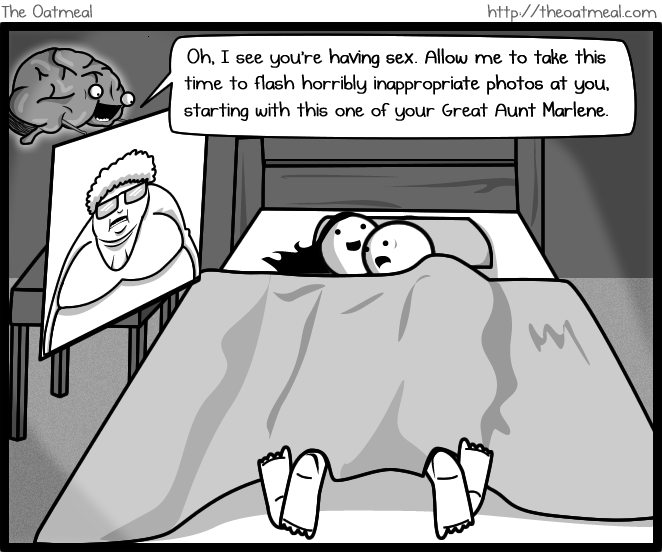 The Oatmeal
http://theoatmeal.com
Oh, I see you're having sex. Allow me to take this
time to flash horribly inappropriate photos at you,
starting with this one of your Great Aunt Marlene.